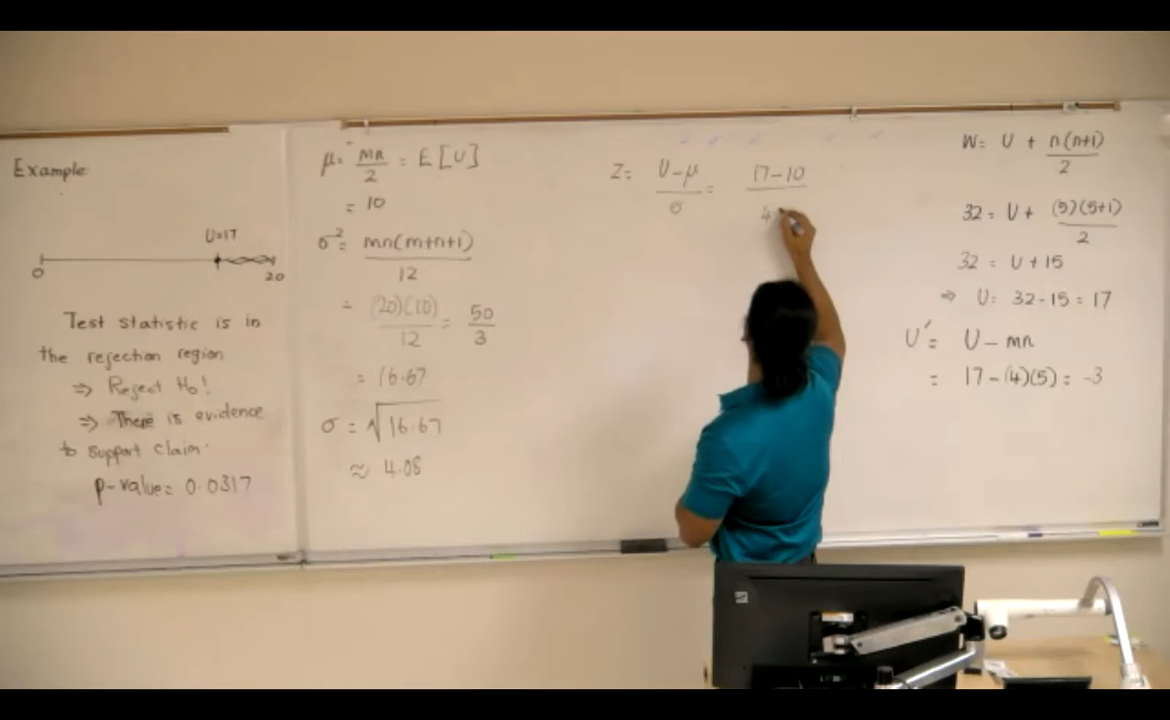 Example:
U=17
0
20
Test statistic is in
the rejection region
⇒ Reject Ho!
⇒ There is evidence
to support claim.
p-value = 0.0317
μ = mn/2 = E[U]
= 10
σ² = mn(m+n+1)/12
= (20)(10)/12 = 50/3
= 16.67
σ = √16.67
≈ 4.08
Z = U-μ/σ = 17-10/4.
W = U + n(n+1)/2
32 = U + (5)(5+1)/2
32 = U + 15
⇒ U = 32 - 15 = 17
U' = U - mn
= 17 - (4)(5) = -3